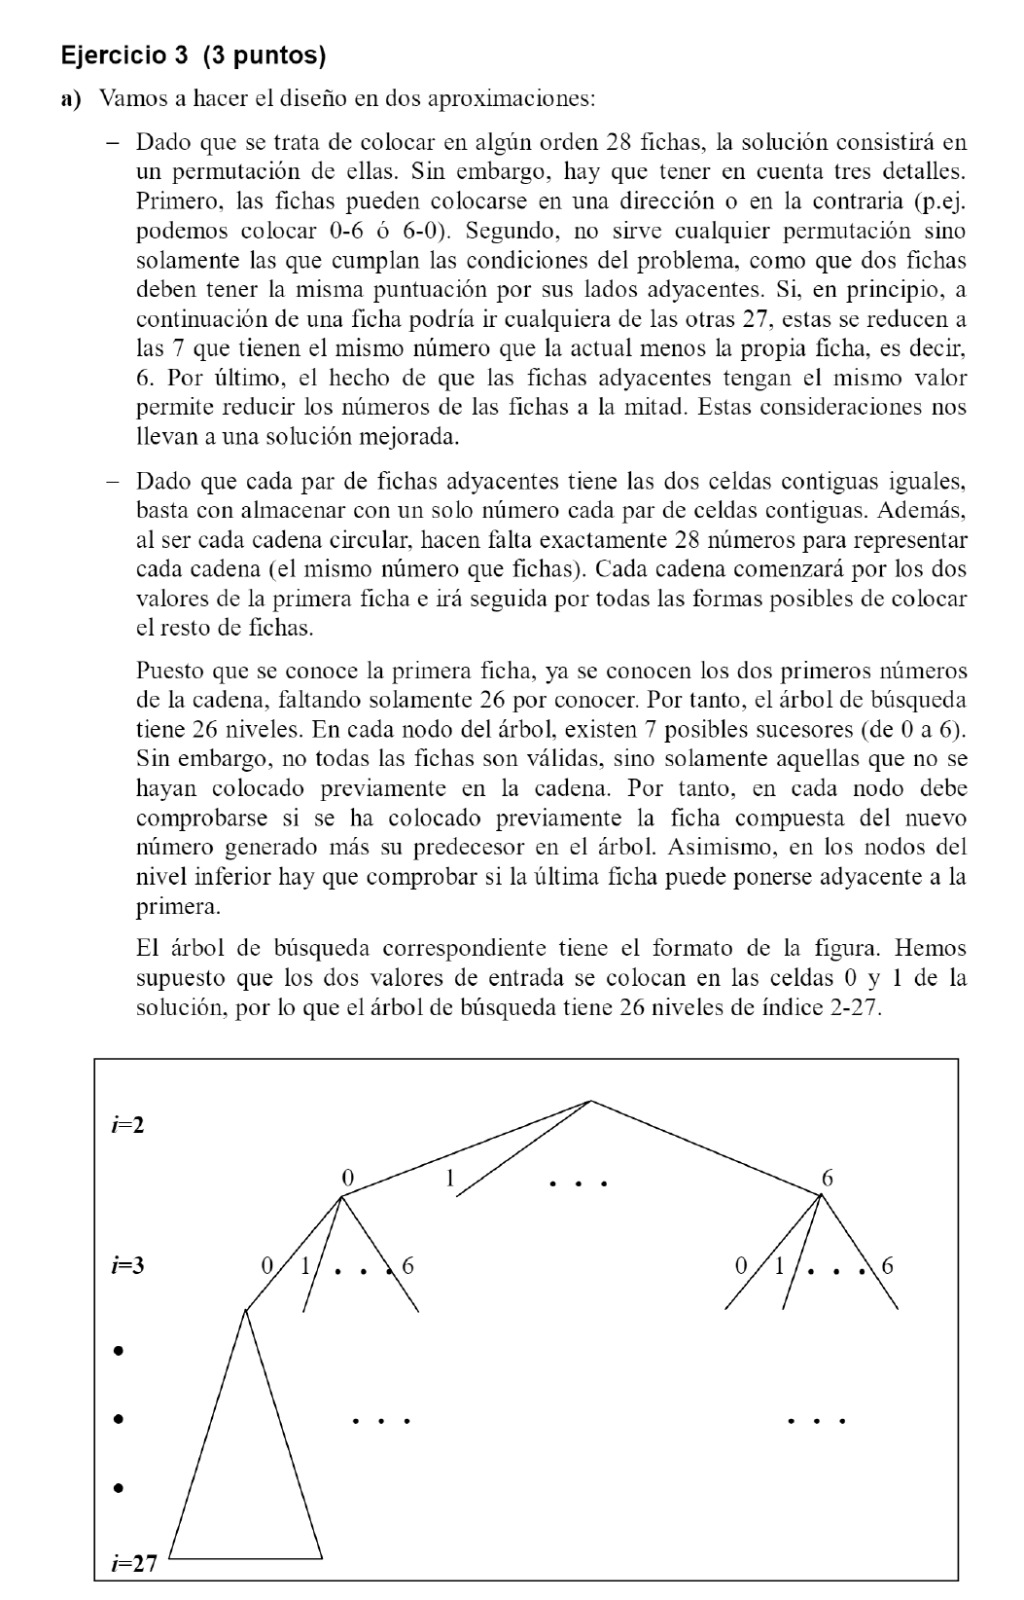 Ejercicio 3 (3 puntos)
a) Vamos a hacer el diseño en dos aproximaciones:
– Dado que se trata de colocar en algún orden 28 fichas, la solución consistirá en
un permutación de ellas. Sin embargo, hay que tener en cuenta tres detalles.
Primero, las fichas pueden colocarse en una dirección o en la contraria (p.ej.
podemos colocar 0-6 ó 6-0). Segundo, no sirve cualquier permutación sino
solamente las que cumplan las condiciones del problema, como que dos fichas
deben tener la misma puntuación por sus lados adyacentes. Si, en principio, a
continuación de una ficha podría ir cualquiera de las otras 27, estas se reducen a
las 7 que tienen el mismo número que la actual menos la propia ficha, es decir,
6. Por último, el hecho de que las fichas adyacentes tengan el mismo valor
permite reducir los números de las fichas a la mitad. Estas consideraciones nos
llevan a una solución mejorada.
– Dado que cada par de fichas adyacentes tiene las dos celdas contiguas iguales,
basta con almacenar con un solo número cada par de celdas contiguas. Además,
al ser cada cadena circular, hacen falta exactamente 28 números para representar
cada cadena (el mismo número que fichas). Cada cadena comenzará por los dos
valores de la primera ficha e irá seguida por todas las formas posibles de colocar
el resto de fichas.
Puesto que se conoce la primera ficha, ya se conocen los dos primeros números
de la cadena, faltando solamente 26 por conocer. Por tanto, el árbol de búsqueda
tiene 26 niveles. En cada nodo del árbol, existen 7 posibles sucesores (de 0 a 6).
Sin embargo, no todas las fichas son válidas, sino solamente aquellas que no se
hayan colocado previamente en la cadena. Por tanto, en cada nodo debe
comprobarse si se ha colocado previamente la ficha compuesta del nuevo
número generado más su predecesor en el árbol. Asimismo, en los nodos del
nivel inferior hay que comprobar si la última ficha puede ponerse adyacente a la
primera.
El árbol de búsqueda correspondiente tiene el formato de la figura. Hemos
supuesto que los dos valores de entrada se colocan en las celdas 0 y 1 de la
solución, por lo que el árbol de búsqueda tiene 26 niveles de índice 2-27.
i=2
0 1 . . . 6
i=3 0 1 . . . 6 0 1 . . . 6
•
• . . . . . .
•
i=27